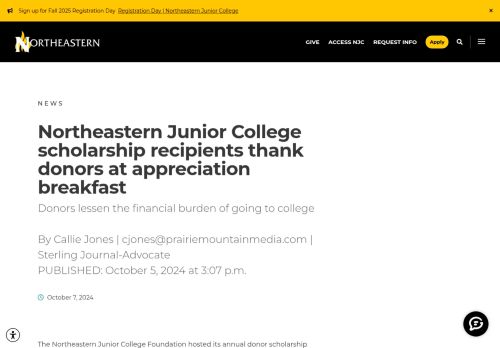 Sign up for Fall 2025 Registration Day Registration Day | Northeastern Junior College ×
NORTHEASTERN GIVE ACCESS NJC REQUEST INFO Apply
NEWS
Northeastern Junior College
scholarship recipients thank
donors at appreciation
breakfast
Donors lessen the financial burden of going to college
By Callie Jones | cjones@prairiemountainmedia.com |
Sterling Journal-Advocate
PUBLISHED: October 5, 2024 at 3:07 p.m.
October 7, 2024
The Northeastern Junior College Foundation hosted its annual donor scholarship